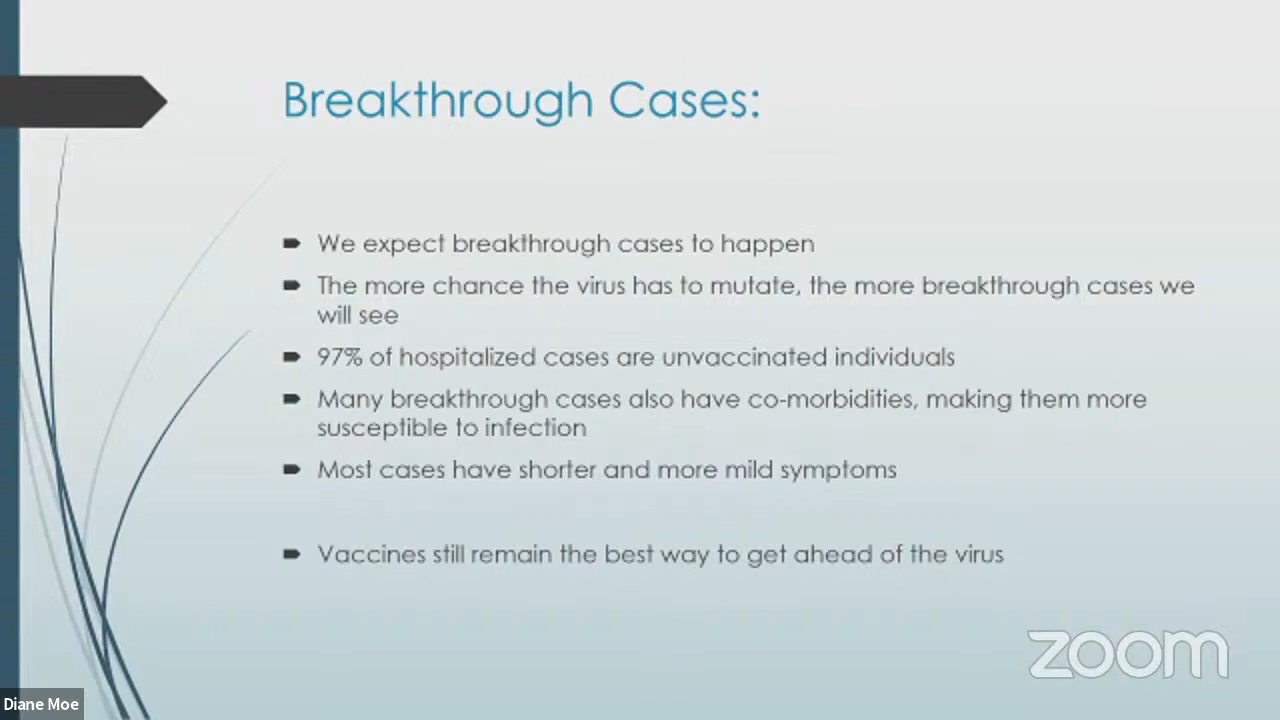 Breakthrough Cases:
We expect breakthrough cases to happen
The more chance the virus has to mutate, the more breakthrough cases we
will see
97% of hospitalized cases are unvaccinated individuals
Many breakthrough cases also have co-morbidities, making them more
susceptible to infection
Most cases have shorter and more mild symptoms
Vaccines still remain the best way to get ahead of the virus
zoom
Diane Moe